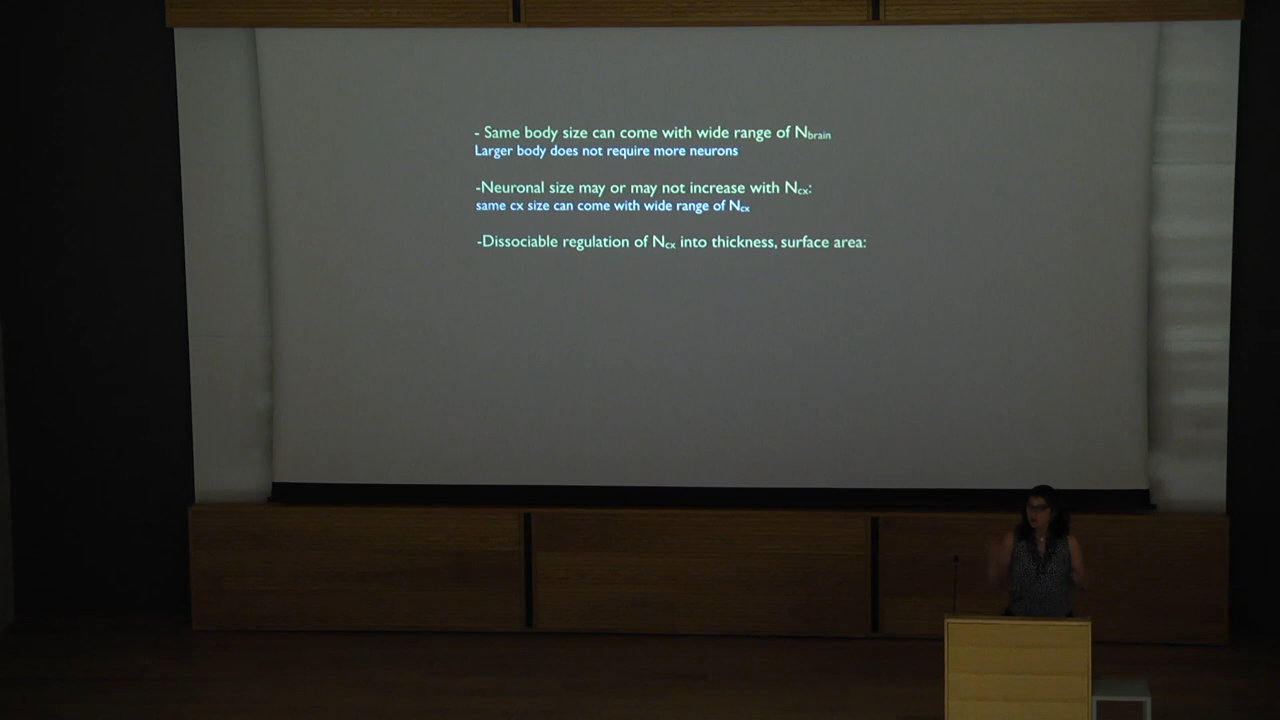 - Same body size can come with wide range of Nbrain
Larger body does not require more neurons
-Neuronal size may or may not increase with Ncx:
same cx size can come with wide range of Ncx
-Dissociable regulation of Ncx into thickness, surface area: